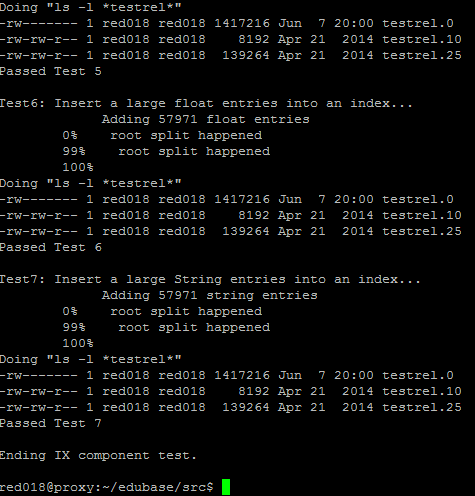 Doing "ls -l *testrel*"
-rw------- 1 red018 red018 1417216 Jun  7 20:00 testrel.0
-rw-rw-r-- 1 red018 red018    8192 Apr 21  2014 testrel.10
-rw-rw-r-- 1 red018 red018  139264 Apr 21  2014 testrel.25
Passed Test 5

Test6: Insert a large float entries into an index...
             Adding 57971 float entries
        0%    root split happened
        99%    root split happened
        100%
Doing "ls -l *testrel*"
-rw------- 1 red018 red018 1417216 Jun  7 20:00 testrel.0
-rw-rw-r-- 1 red018 red018    8192 Apr 21  2014 testrel.10
-rw-rw-r-- 1 red018 red018  139264 Apr 21  2014 testrel.25
Passed Test 6

Test7: Insert a large String entries into an index...
             Adding 57971 string entries
        0%    root split happened
        99%    root split happened
        100%
Doing "ls -l *testrel*"
-rw------- 1 red018 red018 1417216 Jun  7 20:00 testrel.0
-rw-rw-r-- 1 red018 red018    8192 Apr 21  2014 testrel.10
-rw-rw-r-- 1 red018 red018  139264 Apr 21  2014 testrel.25
Passed Test 7

Ending IX component test.

red018@proxy:~/edubase/src$